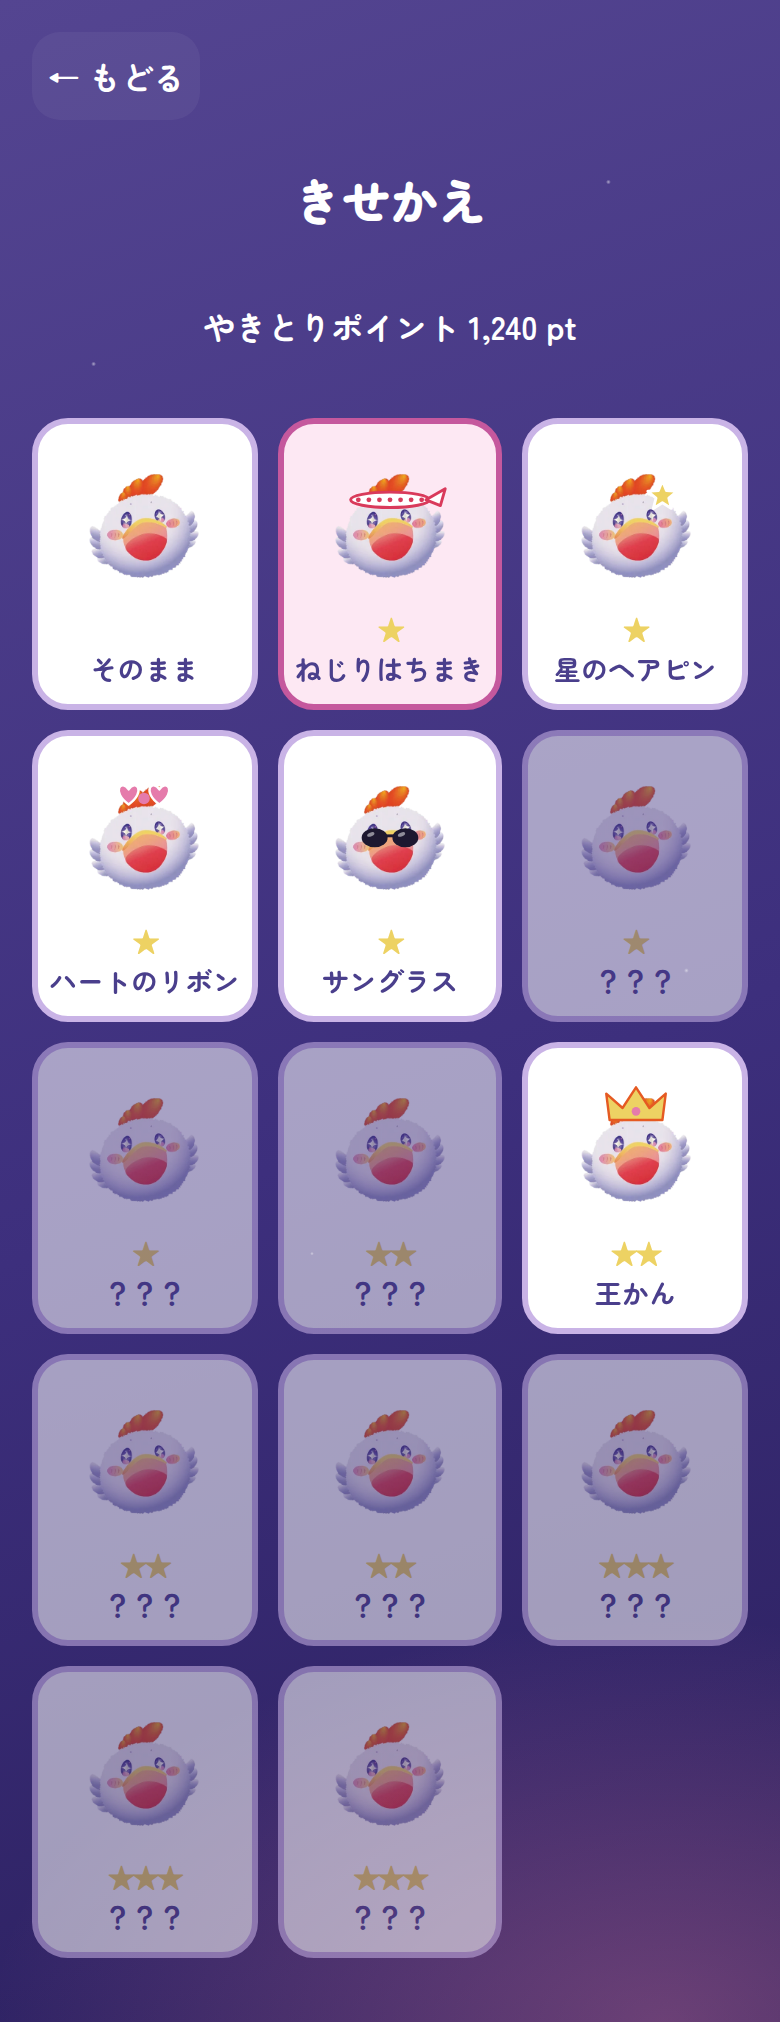 ← もどる
きせかえ
やきとりポイント 1,240 pt
そのまま
★
ねじりはちまき
★
星のヘアピン
★
ハートのリボン
★
サングラス
★
？？？
★
？？？
★★
？？？
★★
王かん
★★
？？？
★★
？？？
★★★
？？？
★★★
？？？
★★★
？？？